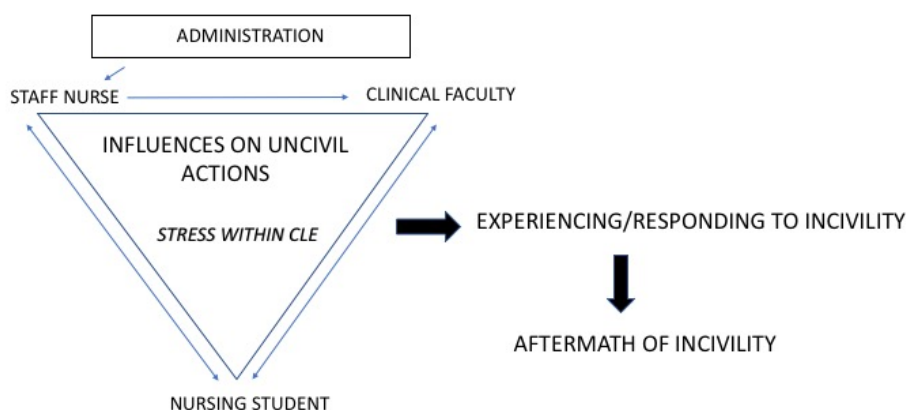 ADMINISTRATION
STAFF NURSE
CLINICAL FACULTY
INFLUENCES ON UNCIVIL
ACTIONS
STRESS WITHIN CLE
EXPERIENCING/RESPONDING TO INCIVILITY
AFTERMATH OF INCIVILITY
NURSING STUDENT